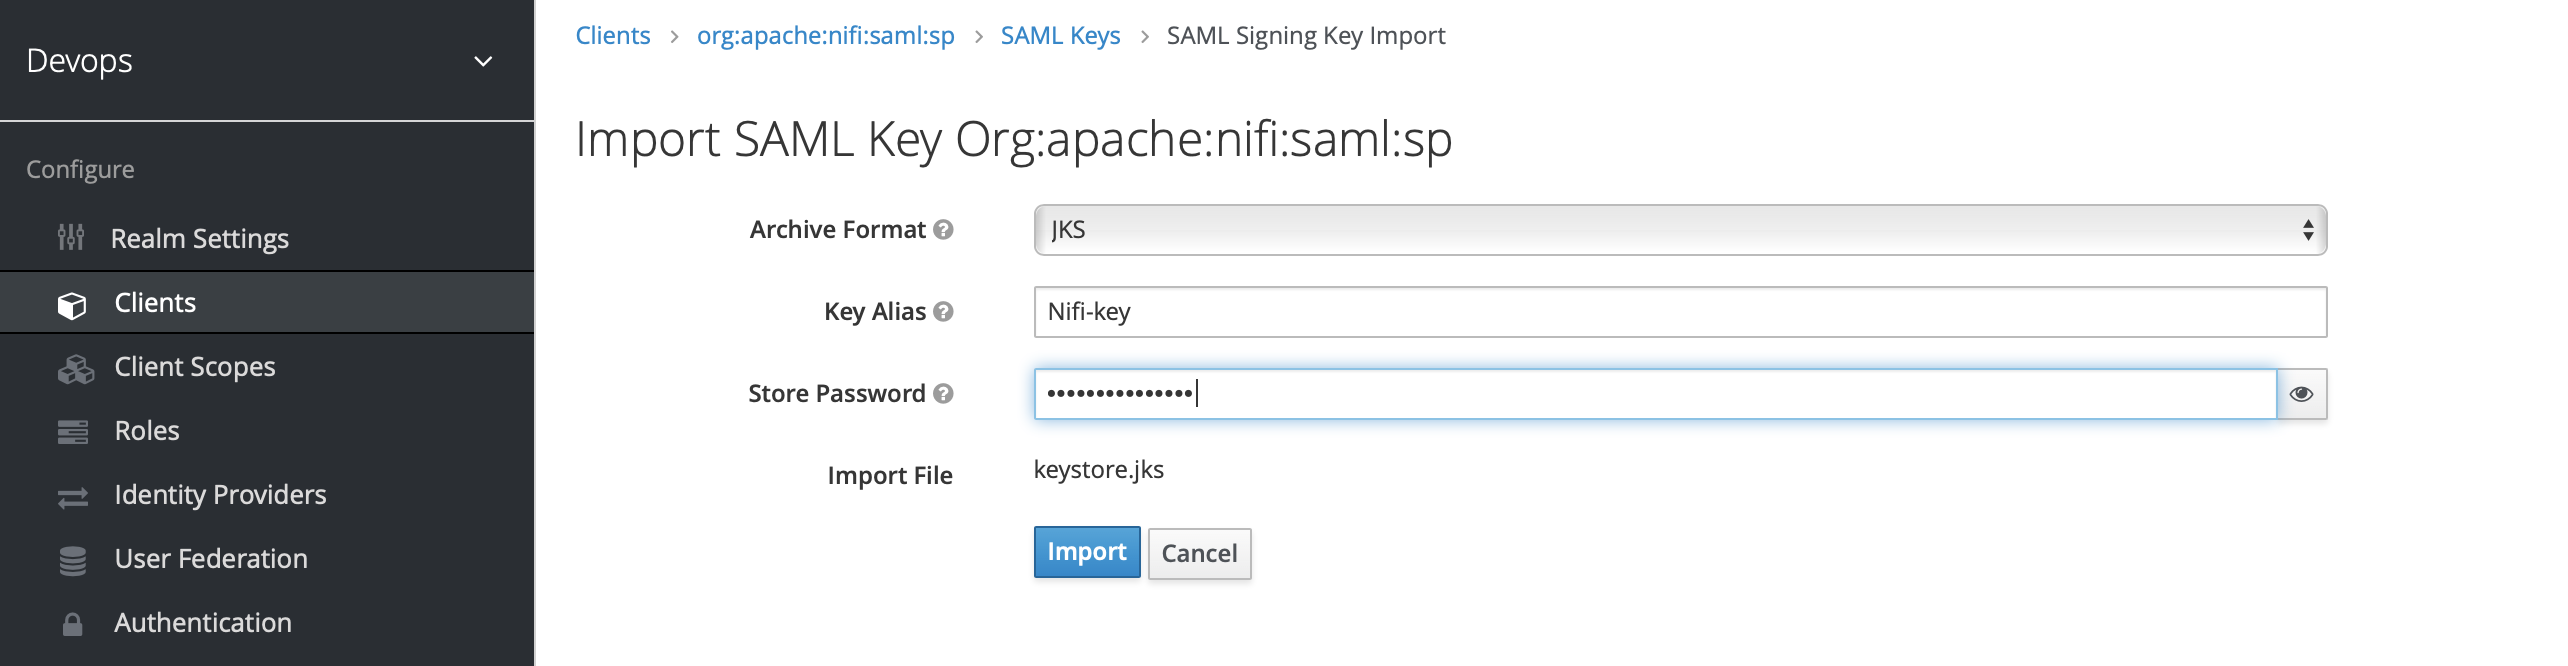 Devops
Configure
Realm Settings
Clients
Client Scopes
Roles
Identity Providers
User Federation
Authentication
Clients > org:apache:nifi:saml:sp > SAML Keys > SAML Signing Key Import
Import SAML Key Org:apache:nifi:saml:sp
Archive Format ? JKS
Key Alias ? Nifi-key
Store Password ? •••••••••••••••
Import File keystore.jks
Import Cancel